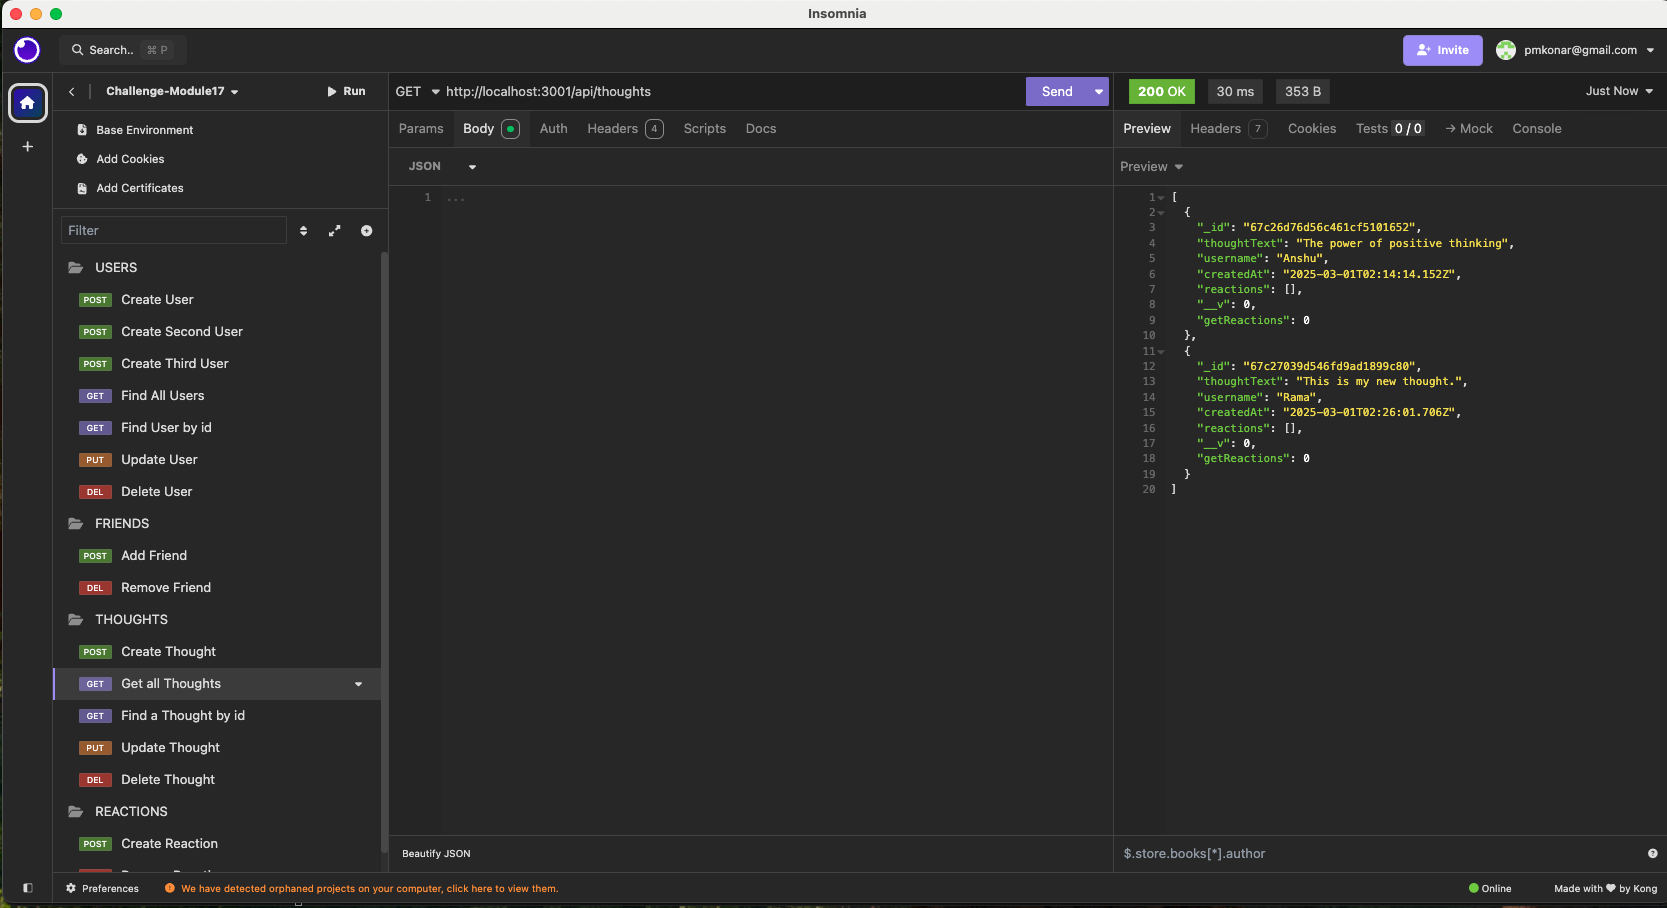 Insomnia
Search.. ⌘ P
Invite
pmkonar@gmail.com
Challenge-Module17
Run
GET http://localhost:3001/api/thoughts
Send
200 OK
30 ms
353 B
Just Now
Base Environment
Add Cookies
Add Certificates
Params Body Auth Headers 4 Scripts Docs
Preview Headers 7 Cookies Tests 0 / 0 → Mock Console
JSON
Preview
Filter
USERS
POST Create User
POST Create Second User
POST Create Third User
GET Find All Users
GET Find User by id
PUT Update User
DEL Delete User
FRIENDS
POST Add Friend
DEL Remove Friend
THOUGHTS
POST Create Thought
GET Get all Thoughts
GET Find a Thought by id
PUT Update Thought
DEL Delete Thought
REACTIONS
POST Create Reaction
1 ...
1 [
2 {
3 "_id": "67c26d76d56c461cf5101652",
4 "thoughtText": "The power of positive thinking",
5 "username": "Anshu",
6 "createdAt": "2025-03-01T02:14:14.152Z",
7 "reactions": [],
8 "__v": 0,
9 "getReactions": 0
10 },
11 {
12 "_id": "67c27039d546fd9ad1899c80",
13 "thoughtText": "This is my new thought.",
14 "username": "Rama",
15 "createdAt": "2025-03-01T02:26:01.706Z",
16 "reactions": [],
17 "__v": 0,
18 "getReactions": 0
19 }
20 ]
Beautify JSON
$.store.books[*].author
Preferences
We have detected orphaned projects on your computer, click here to view them.
Online
Made with ♥ by Kong